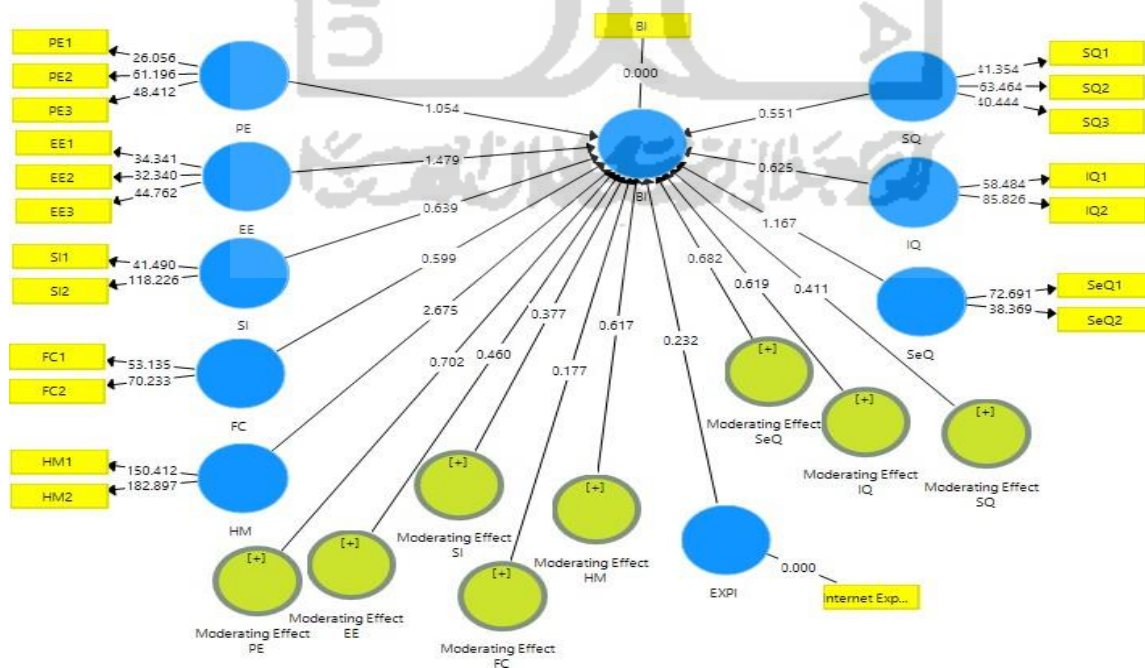 BI
0.000
BI
PE1
PE2
PE3
26.056
61.196
48.412
PE
1.054
EE1
EE2
EE3
34.341
32.340
44.762
EE
1.479
SI1
SI2
41.490
118.226
SI
0.639
FC1
FC2
53.135
70.233
FC
0.599
HM1
HM2
150.412
182.897
HM
2.675
SQ1
SQ2
SQ3
41.354
63.464
40.444
SQ
0.551
IQ1
IQ2
58.484
85.826
IQ
0.625
SeQ1
SeQ2
72.691
38.369
SeQ
1.167
0.702
[+]
Moderating Effect
PE
0.460
[+]
Moderating Effect
EE
0.377
[+]
Moderating Effect
SI
0.177
[+]
Moderating Effect
FC
0.617
[+]
Moderating Effect
HM
0.232
EXPI
0.000
Internet Exp...
0.682
[+]
Moderating Effect
SeQ
0.619
[+]
Moderating Effect
IQ
0.411
[+]
Moderating Effect
SQ